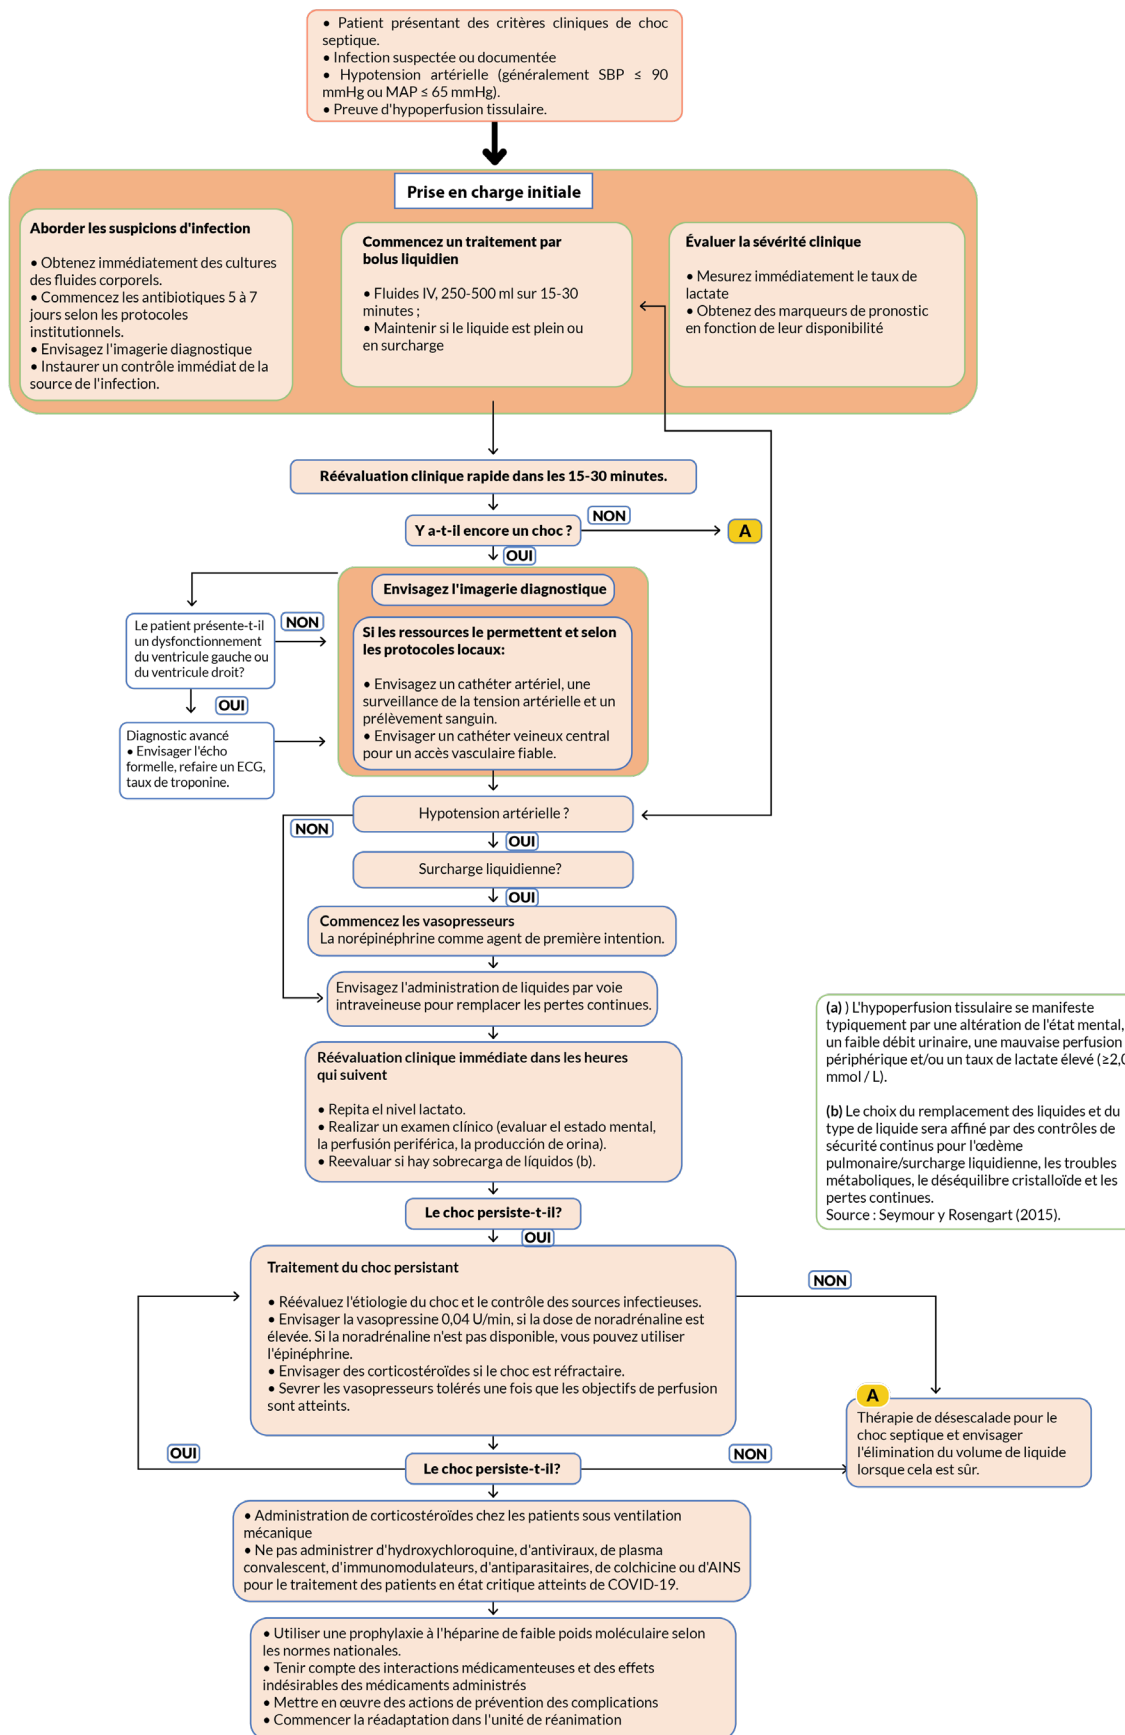 • Patient présentant des critères cliniques de choc
septique.
• Infection suspectée ou documentée
• Hypotension artérielle (généralement SBP ≤ 90
mmHg ou MAP ≤ 65 mmHg).
• Preuve d'hypoperfusion tissulaire.
Prise en charge initiale
Aborder les suspicions d'infection
• Obtenez immédiatement des cultures
des fluides corporels.
• Commencez les antibiotiques 5 à 7
jours selon les protocoles
institutionnels.
• Envisagez l'imagerie diagnostique
• Instaurer un contrôle immédiat de la
source de l'infection.
Commencez un traitement par
bolus liquidien
• Fluides IV, 250-500 ml sur 15-30
minutes ;
• Maintenir si le liquide est plein ou
en surcharge
Évaluer la sévérité clinique
• Mesurez immédiatement le taux de
lactate
• Obtenez des marqueurs de pronostic
en fonction de leur disponibilité
Réévaluation clinique rapide dans les 15-30 minutes.
Y a-t-il encore un choc ?
NON
A
OUI
Envisagez l'imagerie diagnostique
Si les ressources le permettent et selon
les protocoles locaux:
• Envisagez un cathéter artériel, une
surveillance de la tension artérielle et un
prélèvement sanguin.
• Envisager un cathéter veineux central
pour un accès vasculaire fiable.
Le patient présente-t-il
un dysfonctionnement
du ventricule gauche ou
du ventricule droit?
NON
OUI
Diagnostic avancé
• Envisager l'écho
formelle, refaire un ECG,
taux de troponine.
Hypotension artérielle ?
NON
OUI
Surcharge liquidienne?
OUI
Commencez les vasopresseurs
La norépinéphrine comme agent de première intention.
Envisagez l'administration de liquides par voie
intraveineuse pour remplacer les pertes continues.
Réévaluation clinique immédiate dans les heures
qui suivent
• Repita el nivel lactato.
• Realizar un examen clínico (evaluar el estado mental,
la perfusión periférica, la producción de orina).
• Reevaluar si hay sobrecarga de líquidos (b).
(a) ) L'hypoperfusion tissulaire se manifeste
typiquement par une altération de l'état mental,
un faible débit urinaire, une mauvaise perfusion
périphérique et/ou un taux de lactate élevé (≥2,0
mmol / L).
(b) Le choix du remplacement des liquides et du
type de liquide sera affiné par des contrôles de
sécurité continus pour l'œdème
pulmonaire/surcharge liquidienne, les troubles
métaboliques, le déséquilibre cristalloïde et les
pertes continues.
Source : Seymour y Rosengart (2015).
Le choc persiste-t-il?
OUI
Traitement du choc persistant
• Réévaluez l'étiologie du choc et le contrôle des sources infectieuses.
• Envisager la vasopressine 0,04 U/min, si la dose de noradrénaline est
élevée. Si la noradrénaline n'est pas disponible, vous pouvez utiliser
l'épinéphrine.
• Envisager des corticostéroïdes si le choc est réfractaire.
• Sevrer les vasopresseurs tolérés une fois que les objectifs de perfusion
sont atteints.
NON
A
Thérapie de désescalade pour le
choc septique et envisager
l'élimination du volume de liquide
lorsque cela est sûr.
OUI
Le choc persiste-t-il?
NON
• Administration de corticostéroïdes chez les patients sous ventilation
mécanique
• Ne pas administrer d'hydroxychloroquine, d'antiviraux, de plasma
convalescent, d'immunomodulateurs, d'antiparasitaires, de colchicine ou d'AINS
pour le traitement des patients en état critique atteints de COVID-19.
• Utiliser une prophylaxie à l'héparine de faible poids moléculaire selon
les normes nationales.
• Tenir compte des interactions médicamenteuses et des effets
indésirables des médicaments administrés
• Mettre en œuvre des actions de prévention des complications
• Commencer la réadaptation dans l'unité de réanimation